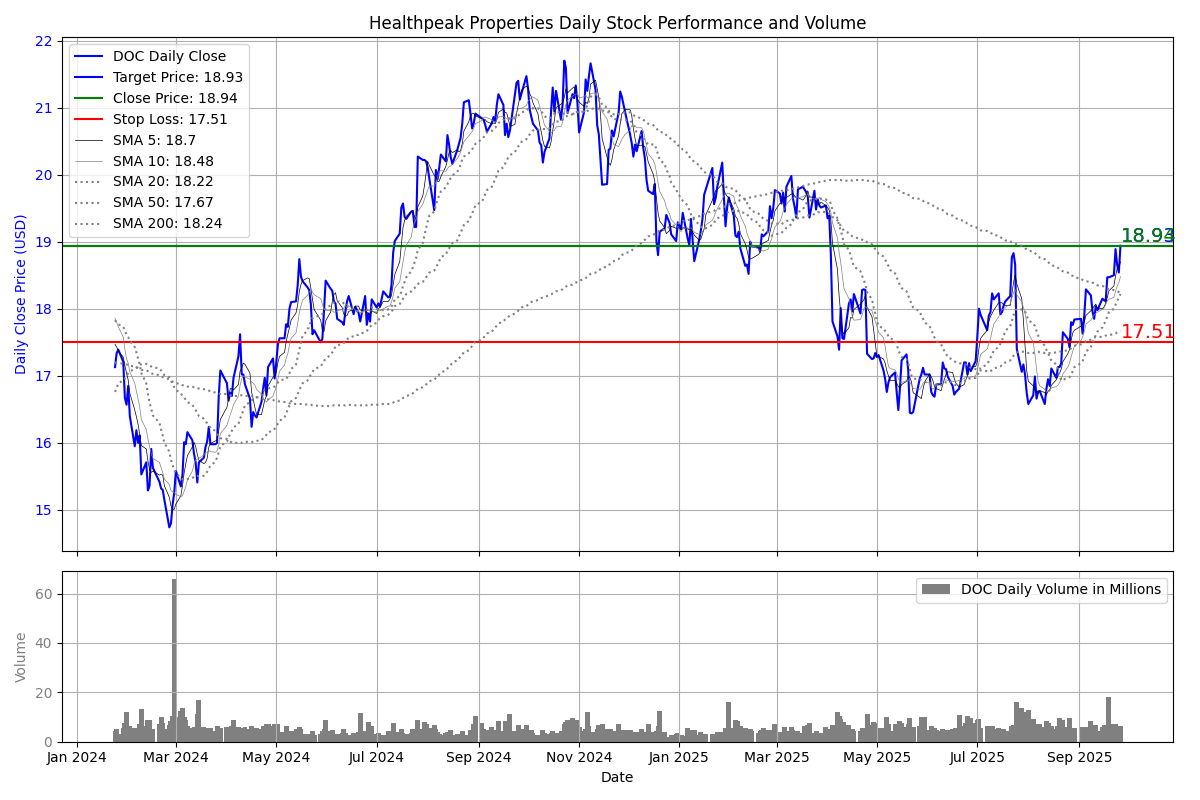 Healthpeak Properties Daily Stock Performance and Volume
Daily Close Price (USD)
22
21
20
19
18
17
16
15
DOC Daily Close
Target Price: 18.93
Close Price: 18.94
Stop Loss: 17.51
SMA 5: 18.7
SMA 10: 18.48
SMA 20: 18.22
SMA 50: 17.67
SMA 200: 18.24
18.93
18.94
17.51
Volume
60
40
20
0
DOC Daily Volume in Millions
Jan 2024
Mar 2024
May 2024
Jul 2024
Sep 2024
Nov 2024
Jan 2025
Mar 2025
May 2025
Jul 2025
Sep 2025
Date